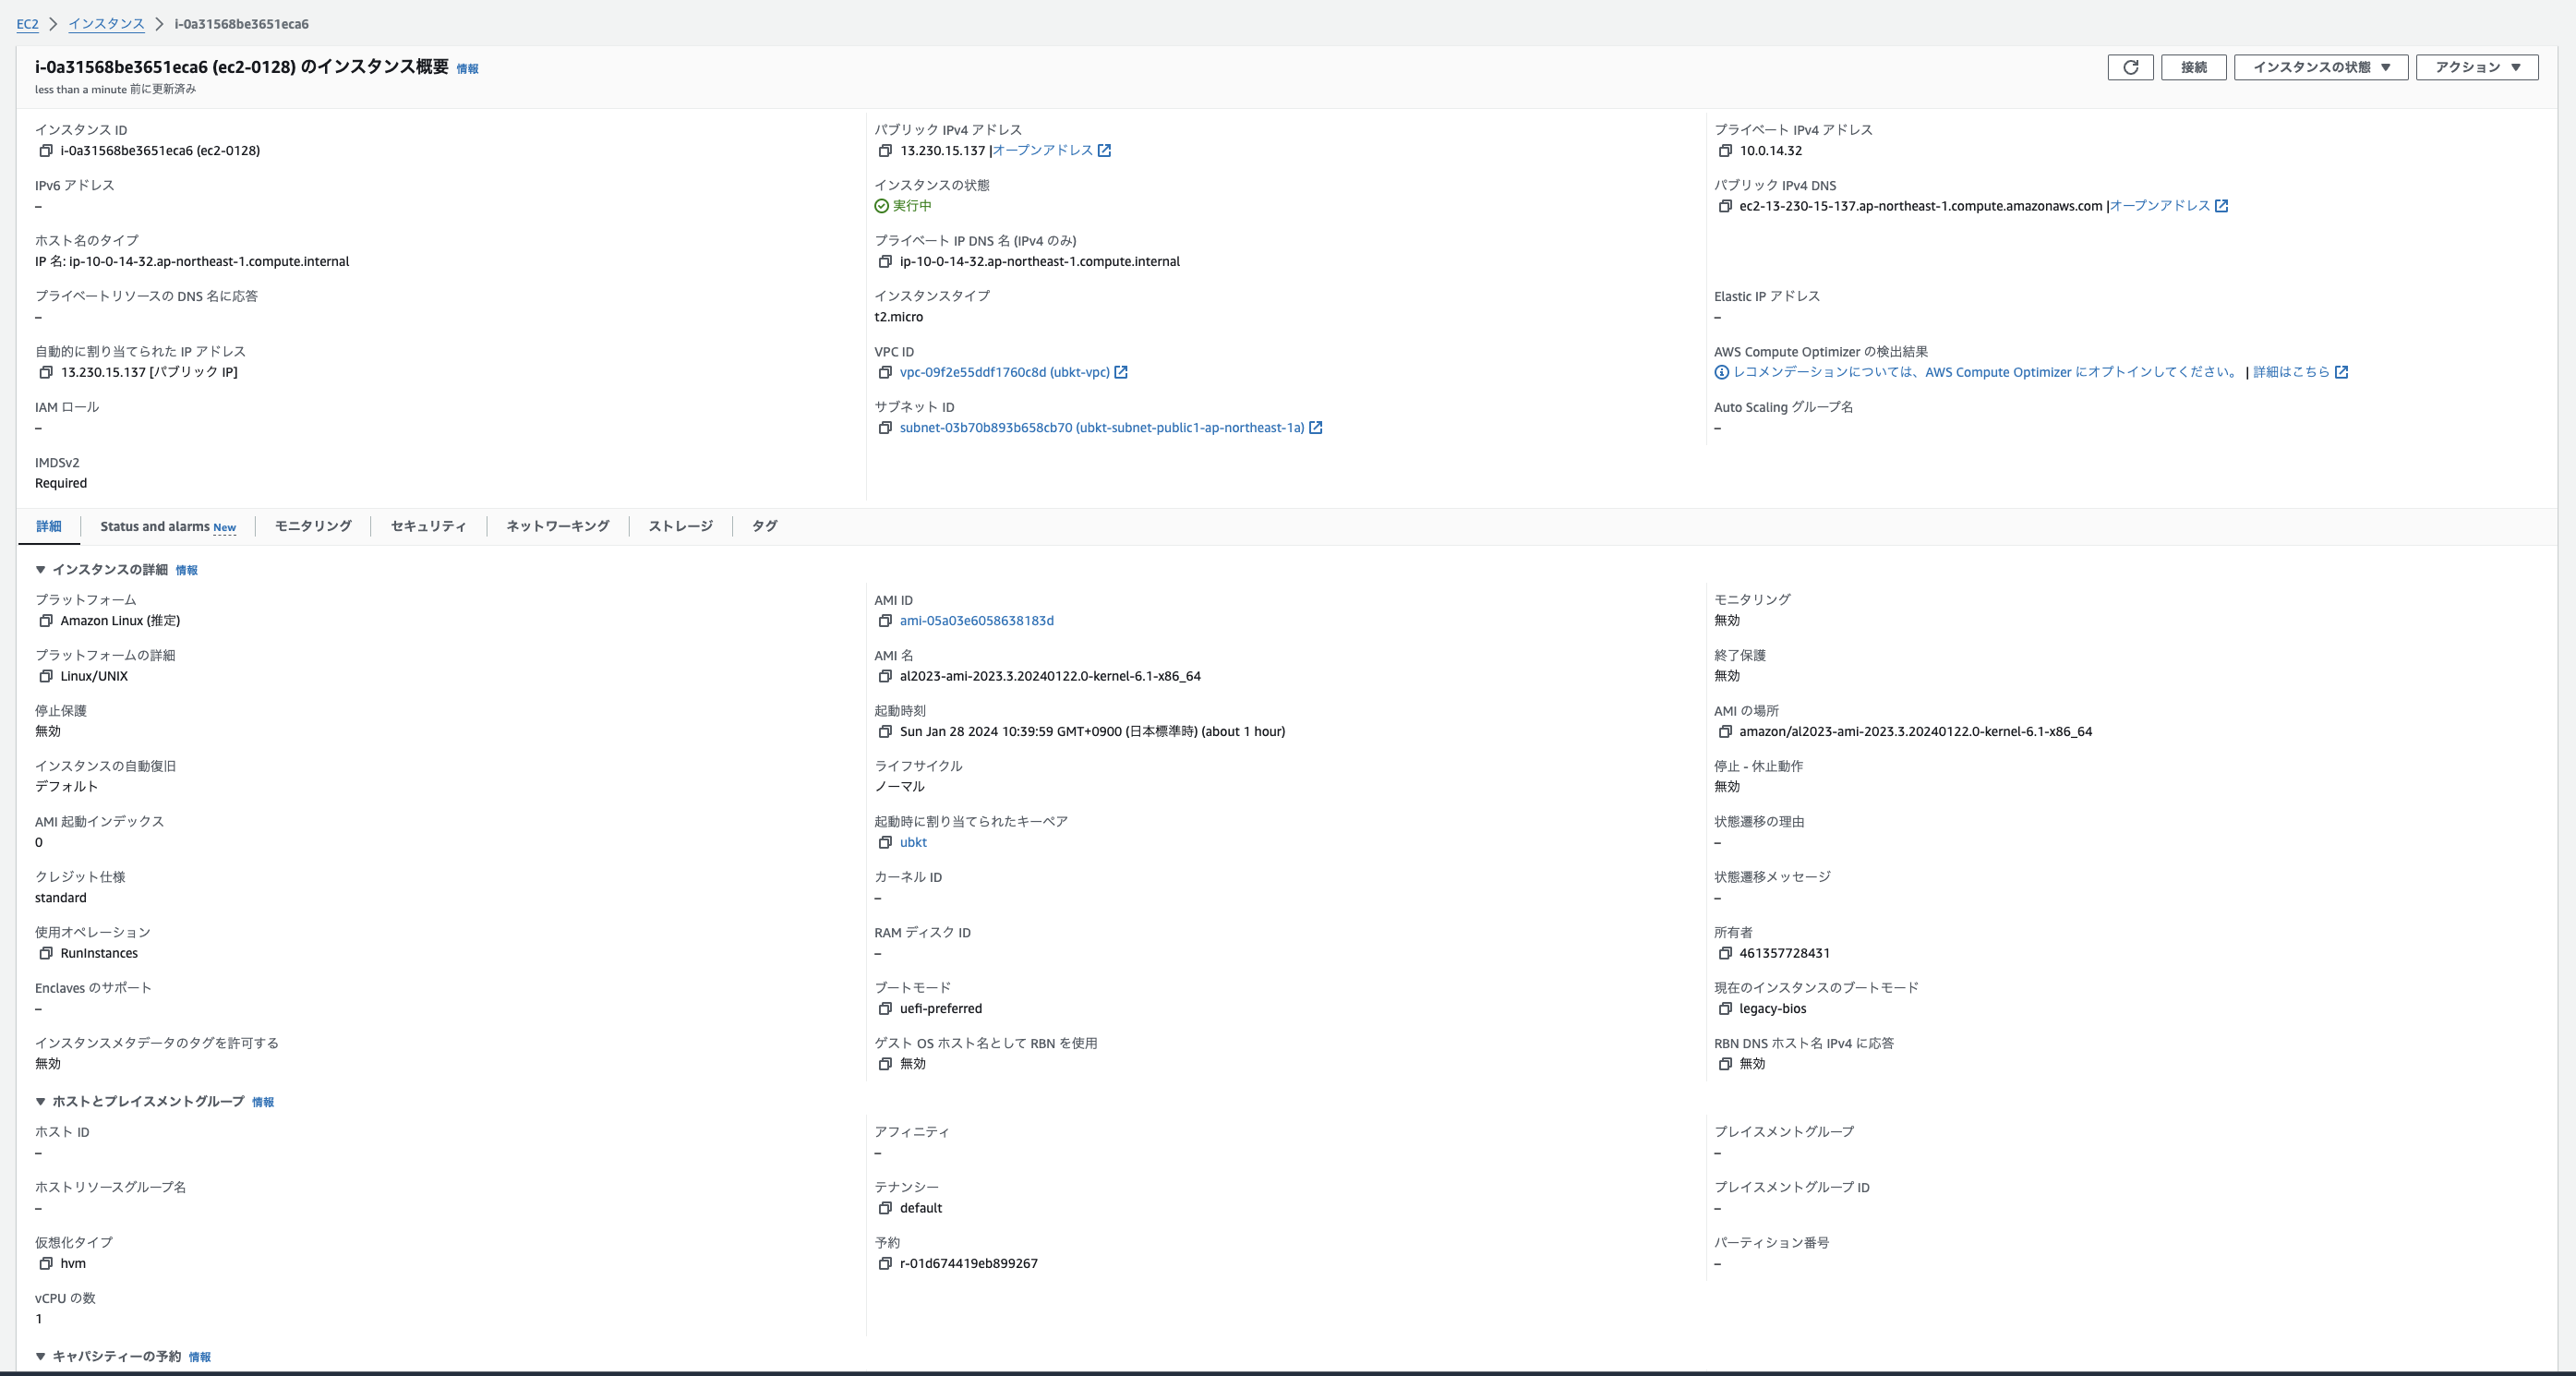 EC2 > インスタンス > i-0a31568be3651eca6
i-0a31568be3651eca6 (ec2-0128) のインスタンス概要 情報
less than a minute 前に更新済み
接続
インスタンスの状態 ▼
アクション ▼
インスタンス ID
i-0a31568be3651eca6 (ec2-0128)
パブリック IPv4 アドレス
13.230.15.137 |オープンアドレス
プライベート IPv4 アドレス
10.0.14.32
IPv6 アドレス
–
インスタンスの状態
実行中
パブリック IPv4 DNS
ec2-13-230-15-137.ap-northeast-1.compute.amazonaws.com |オープンアドレス
ホスト名のタイプ
IP 名: ip-10-0-14-32.ap-northeast-1.compute.internal
プライベート IP DNS 名 (IPv4 のみ)
ip-10-0-14-32.ap-northeast-1.compute.internal
プライベートリソースの DNS 名に応答
–
インスタンスタイプ
t2.micro
Elastic IP アドレス
–
自動的に割り当てられた IP アドレス
13.230.15.137 [パブリック IP]
VPC ID
vpc-09f2e55ddf1760c8d (ubkt-vpc)
AWS Compute Optimizer の検出結果
レコメンデーションについては、AWS Compute Optimizer にオプトインしてください。 | 詳細はこちら
IAM ロール
–
サブネット ID
subnet-03b70b893b658cb70 (ubkt-subnet-public1-ap-northeast-1a)
Auto Scaling グループ名
–
IMDSv2
Required
詳細
Status and alarms New
モニタリング
セキュリティ
ネットワーキング
ストレージ
タグ
▼ インスタンスの詳細 情報
プラットフォーム
Amazon Linux (推定)
AMI ID
ami-05a03e6058638183d
モニタリング
無効
プラットフォームの詳細
Linux/UNIX
AMI 名
al2023-ami-2023.3.20240122.0-kernel-6.1-x86_64
終了保護
無効
停止保護
無効
起動時刻
Sun Jan 28 2024 10:39:59 GMT+0900 (日本標準時) (about 1 hour)
AMI の場所
amazon/al2023-ami-2023.3.20240122.0-kernel-6.1-x86_64
インスタンスの自動復旧
デフォルト
ライフサイクル
ノーマル
停止 - 休止動作
無効
AMI 起動インデックス
0
起動時に割り当てられたキーペア
ubkt
状態遷移の理由
–
クレジット仕様
standard
カーネル ID
–
状態遷移メッセージ
–
使用オペレーション
RunInstances
RAM ディスク ID
–
所有者
461357728431
Enclaves のサポート
–
ブートモード
uefi-preferred
現在のインスタンスのブートモード
legacy-bios
インスタンスメタデータのタグを許可する
無効
ゲスト OS ホスト名として RBN を使用
無効
RBN DNS ホスト名 IPv4 に応答
無効
▼ ホストとプレイスメントグループ 情報
ホスト ID
–
アフィニティ
–
プレイスメントグループ
–
ホストリソースグループ名
–
テナンシー
default
プレイスメントグループ ID
–
仮想化タイプ
hvm
予約
r-01d674419eb899267
パーティション番号
–
vCPU の数
1
▼ キャパシティーの予約 情報